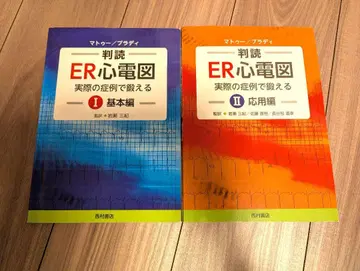 マトゥー／ブラディ
判読
ER心電図
実際の症例で鍛える
I 基本編
西村書店
マトゥー／ブラディ
判読
ER心電図
実際の症例で鍛える
II 応用編
西村書店